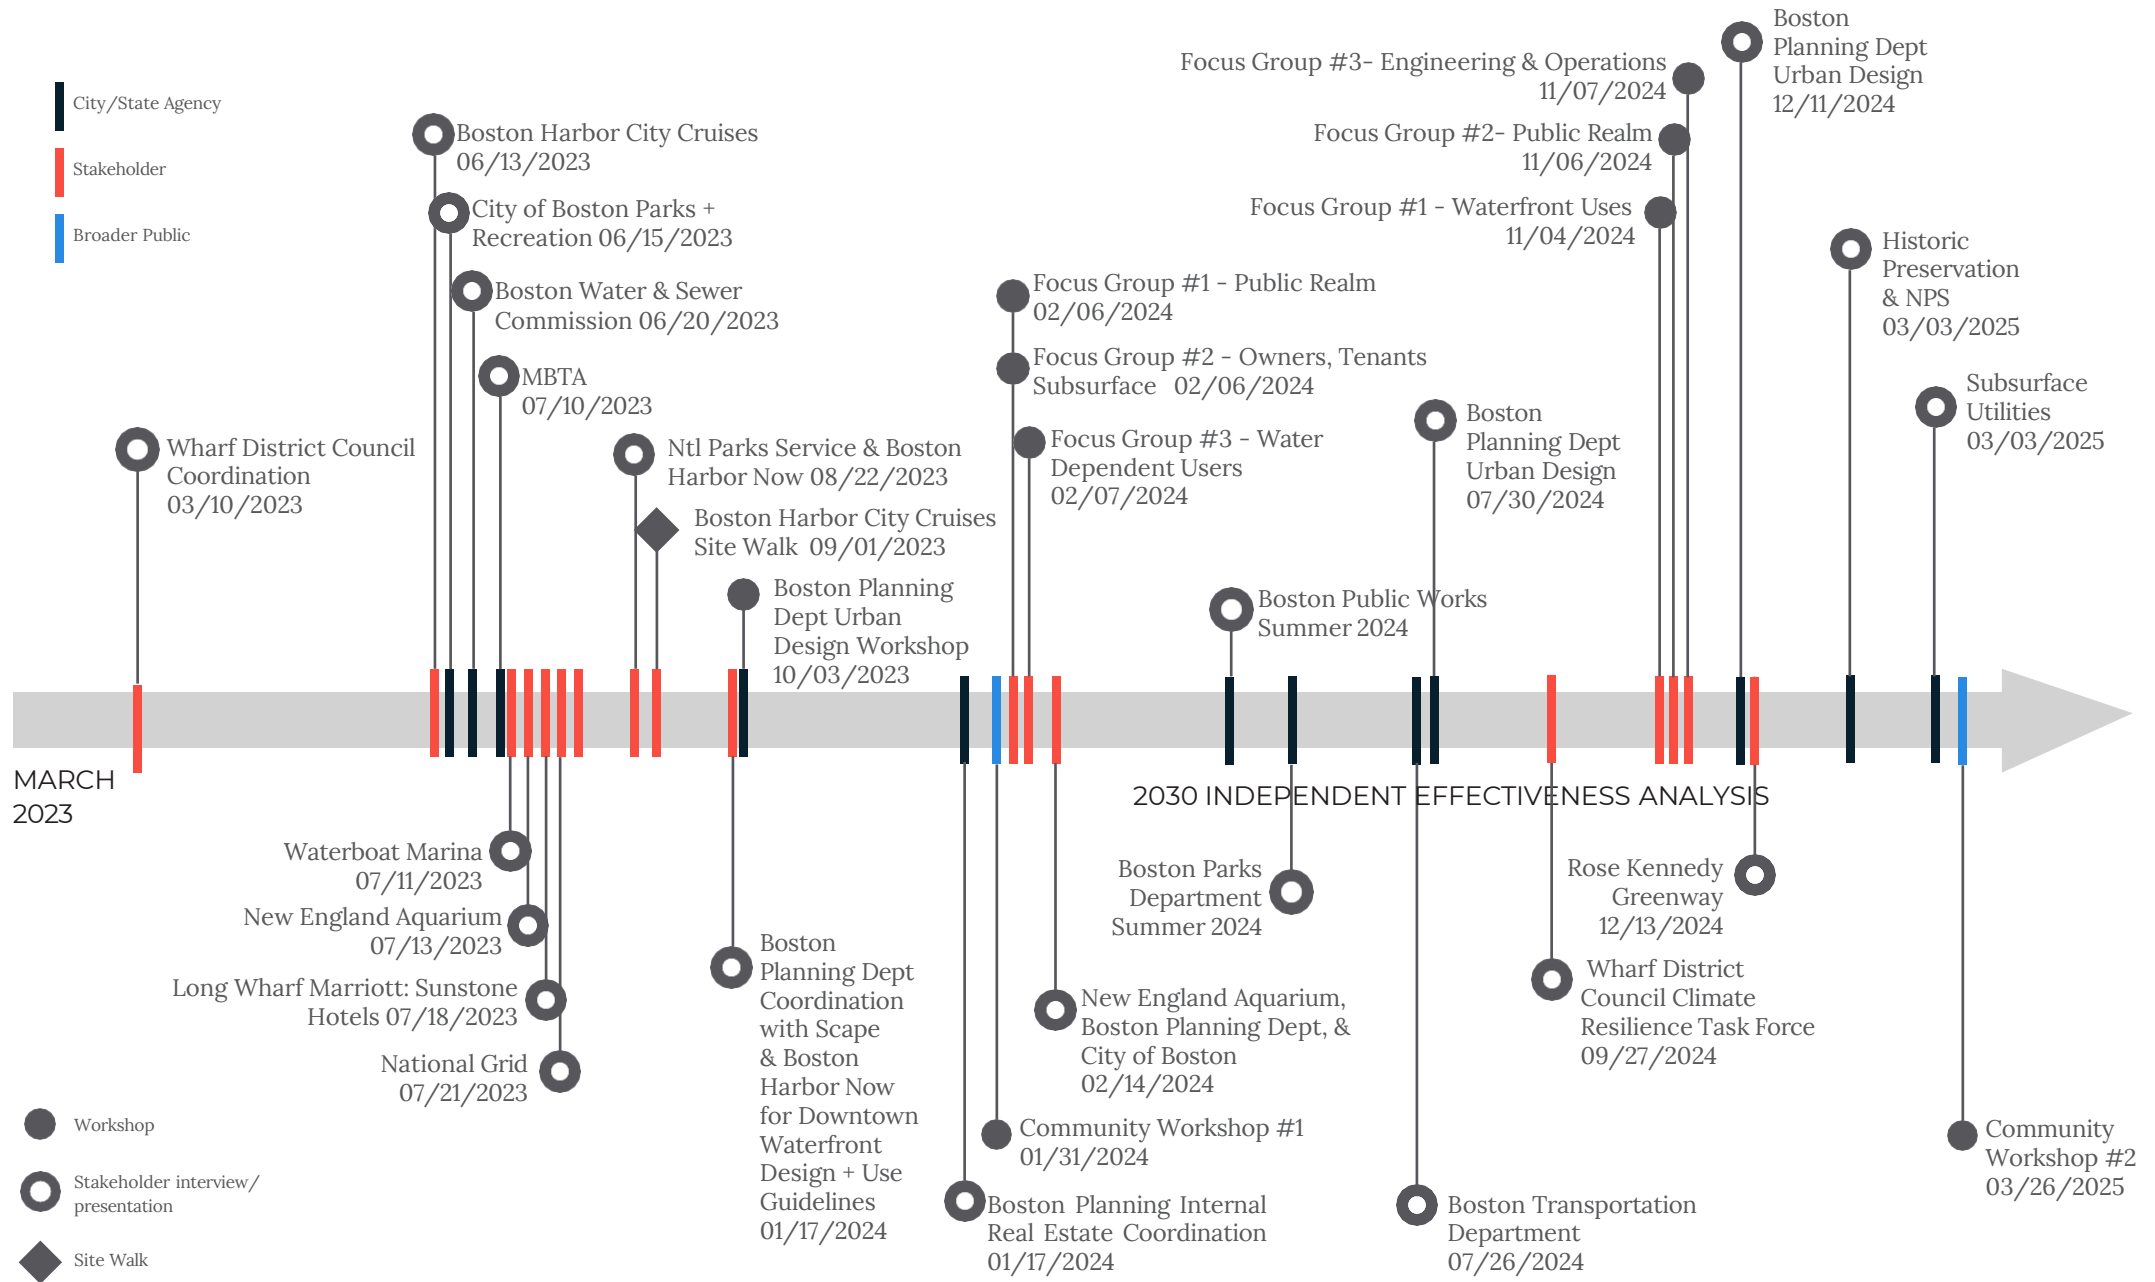 City/State Agency
Stakeholder
Broader Public
Boston Harbor City Cruises
06/13/2023
City of Boston Parks +
Recreation 06/15/2023
Boston Water & Sewer
Commission 06/20/2023
MBTA
07/10/2023
Wharf District Council
Coordination
03/10/2023
Ntl Parks Service & Boston
Harbor Now 08/22/2023
Boston Harbor City Cruises
Site Walk 09/01/2023
Boston Planning
Dept Urban
Design Workshop
10/03/2023
Focus Group #1 - Public Realm
02/06/2024
Focus Group #2 - Owners, Tenants
Subsurface 02/06/2024
Focus Group #3 - Water
Dependent Users
02/07/2024
Boston Public Works
Summer 2024
Boston
Planning Dept
Urban Design
07/30/2024
Focus Group #3- Engineering & Operations
11/07/2024
Focus Group #2- Public Realm
11/06/2024
Focus Group #1 - Waterfront Uses
11/04/2024
Boston
Planning Dept
Urban Design
12/11/2024
Historic
Preservation
& NPS
03/03/2025
Subsurface
Utilities
03/03/2025
MARCH
2023
2030 INDEPENDENT EFFECTIVENESS ANALYSIS
Waterboat Marina
07/11/2023
New England Aquarium
07/13/2023
Long Wharf Marriott: Sunstone
Hotels 07/18/2023
National Grid
07/21/2023
Boston
Planning Dept
Coordination
with Scape
& Boston
Harbor Now
for Downtown
Waterfront
Design + Use
Guidelines
01/17/2024
Boston Planning Internal
Real Estate Coordination
01/17/2024
Community Workshop #1
01/31/2024
New England Aquarium,
Boston Planning Dept, &
City of Boston
02/14/2024
Boston Parks
Department
Summer 2024
Boston Transportation
Department
07/26/2024
Wharf District
Council Climate
Resilience Task Force
09/27/2024
Rose Kennedy
Greenway
12/13/2024
Community
Workshop #2
03/26/2025
Workshop
Stakeholder interview/
presentation
Site Walk